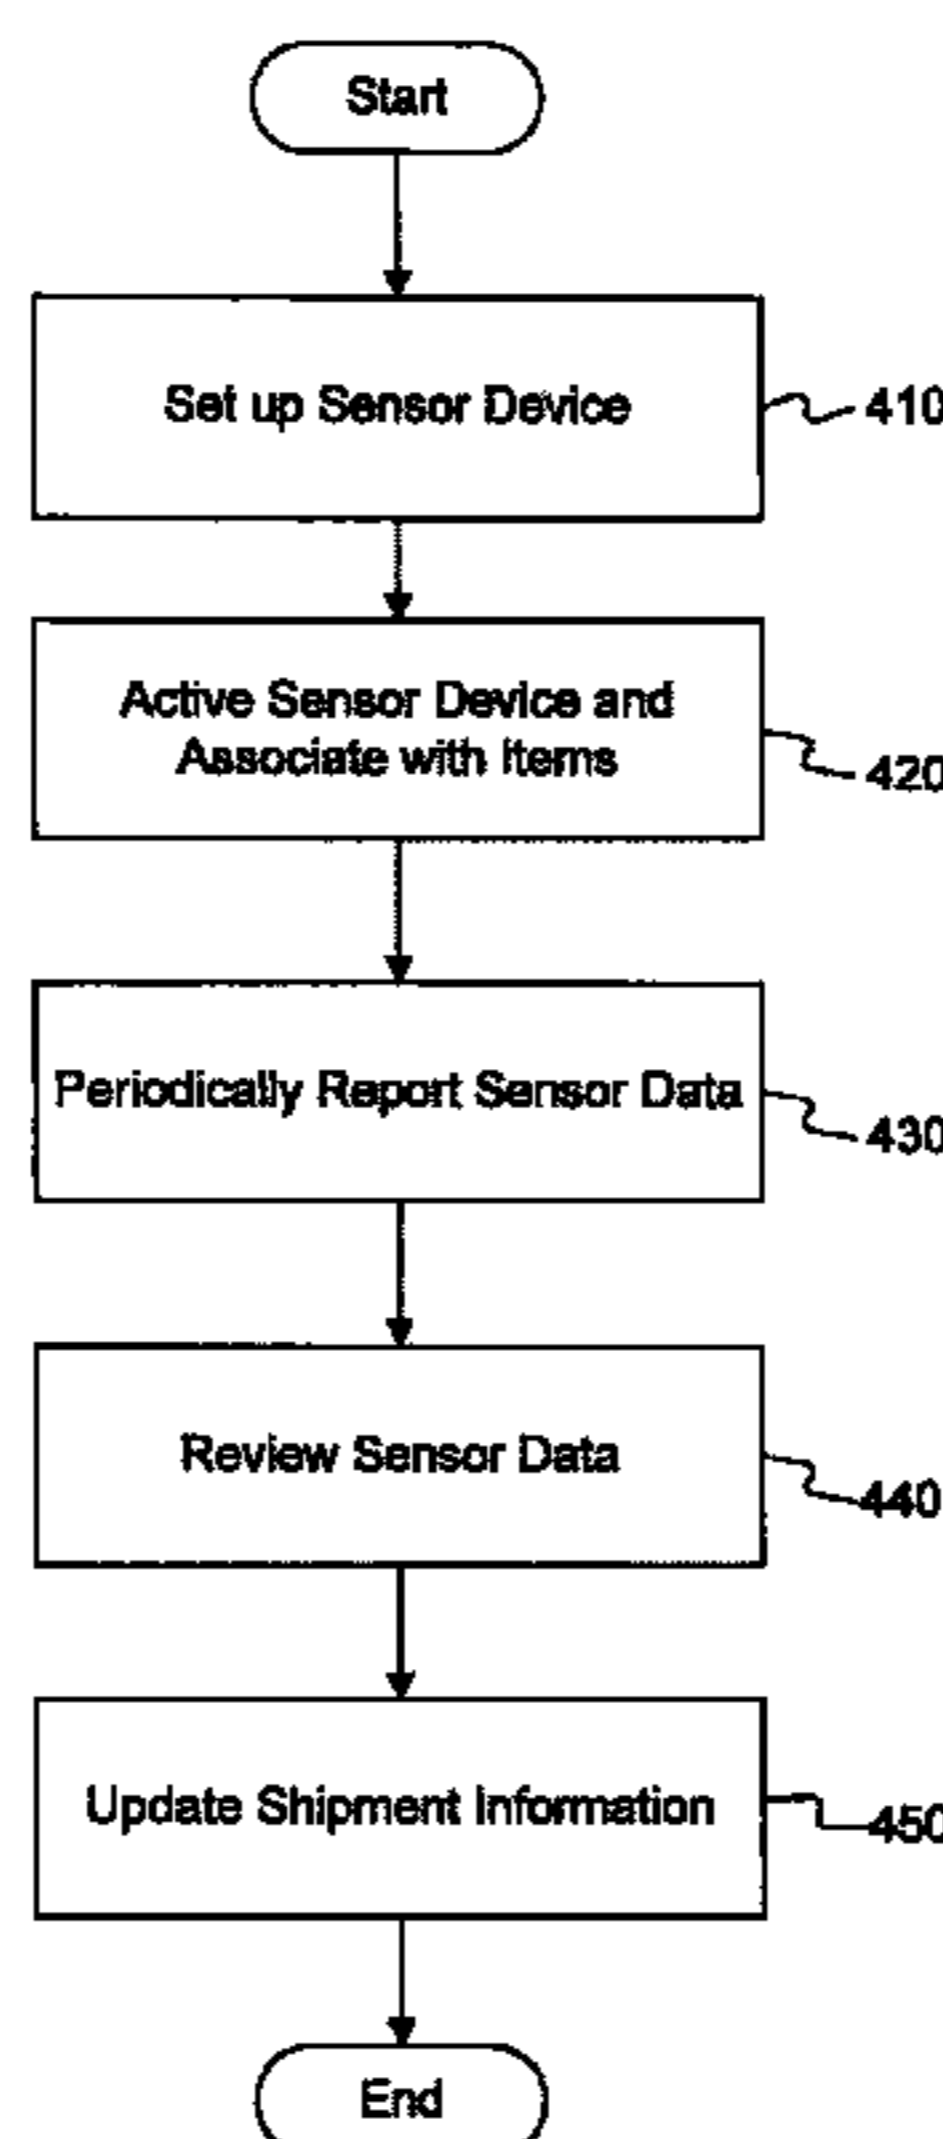 Start
Set up Sensor Device
410
Active Sensor Device and
Associate with Items
420
Periodically Report Sensor Data
430
Review Sensor Data
440
Update Shipment Information
450
End